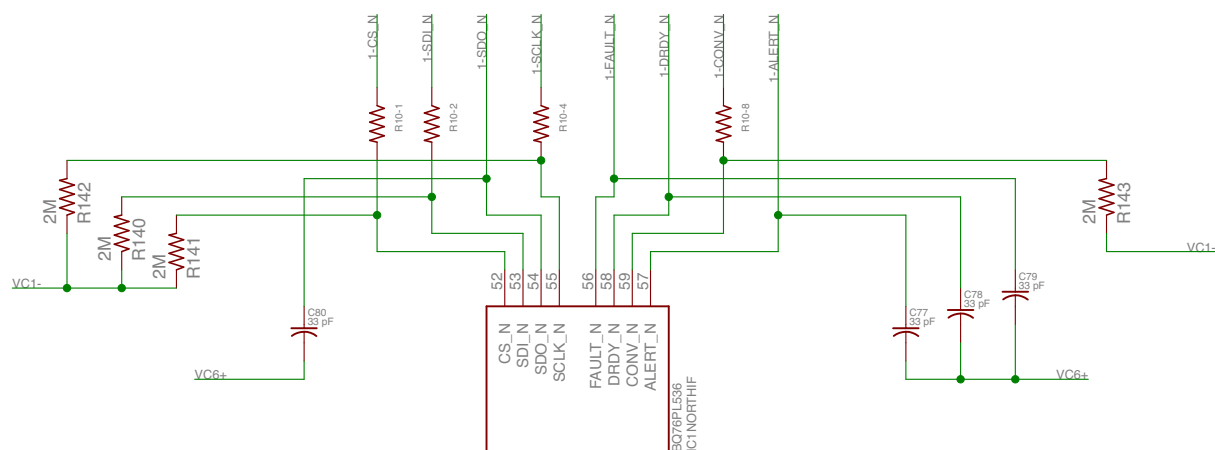 1-CS_N
1-SDI_N
1-SDO_N
1-SCLK_N
1-FAULT_N
1-DRDY_N
1-CONV_N
1-ALERT_N
R10-1
R10-2
R10-4
R10-8
2M
R142
2M
R140
2M
R141
2M
R143
VC1-
VC1-
52
53
54
55
56
58
59
57
C80
33 pF
C77
33 pF
C78
33 pF
C79
33 pF
CS_N
SDI_N
SDO_N
SCLK_N
FAULT_N
DRDY_N
CONV_N
ALERT_N
VC6+
VC6+
BQ76PL536
IC1NORTHIF